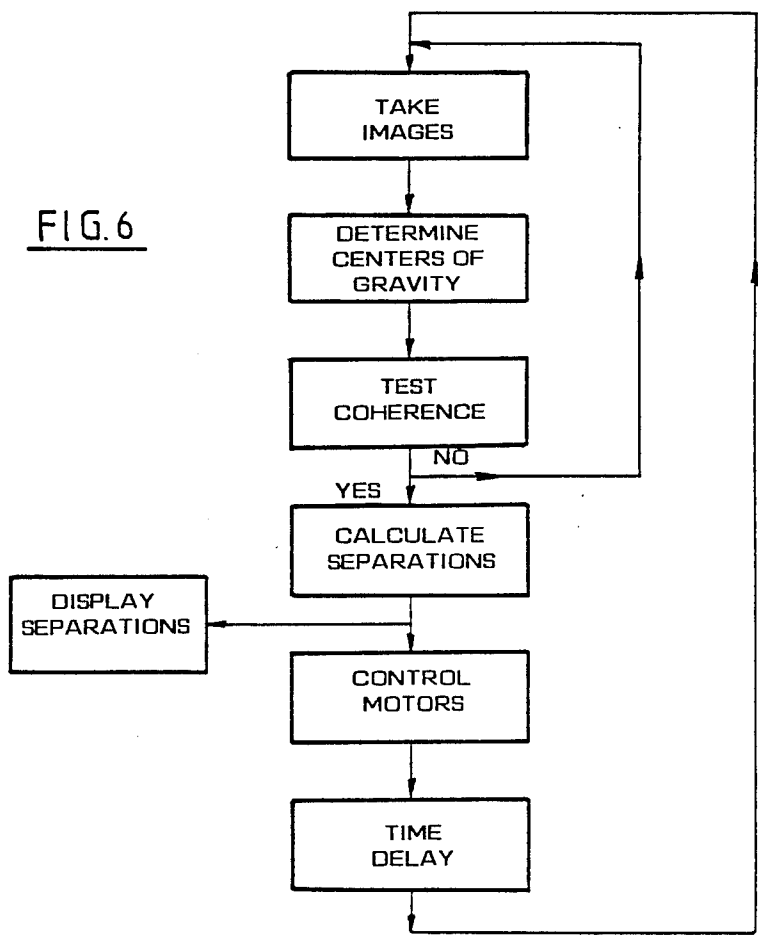 TAKE
IMAGES
FIG.6
DETERMINE
CENTERS OF
GRAVITY
TEST
COHERENCE
NO
YES
CALCULATE
SEPARATIONS
DISPLAY
SEPARATIONS
CONTROL
MOTORS
TIME
DELAY